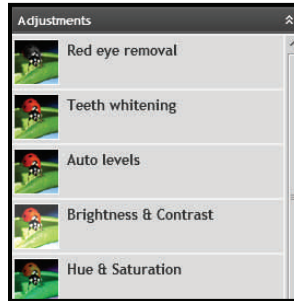 Adjustments
Red eye removal
Teeth whitening
Auto levels
Brightness & Contrast
Hue & Saturation